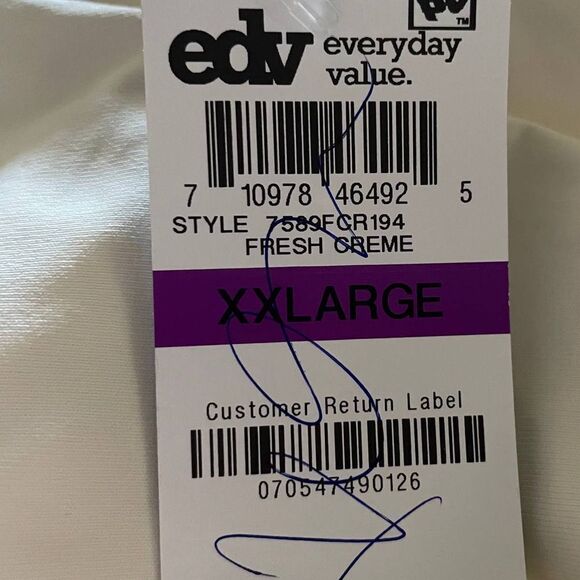 edv everyday
value.
7 10978 46492 5
STYLE 7589FCR194
FRESH CREME
XXLARGE
Customer Return Label
070547490126